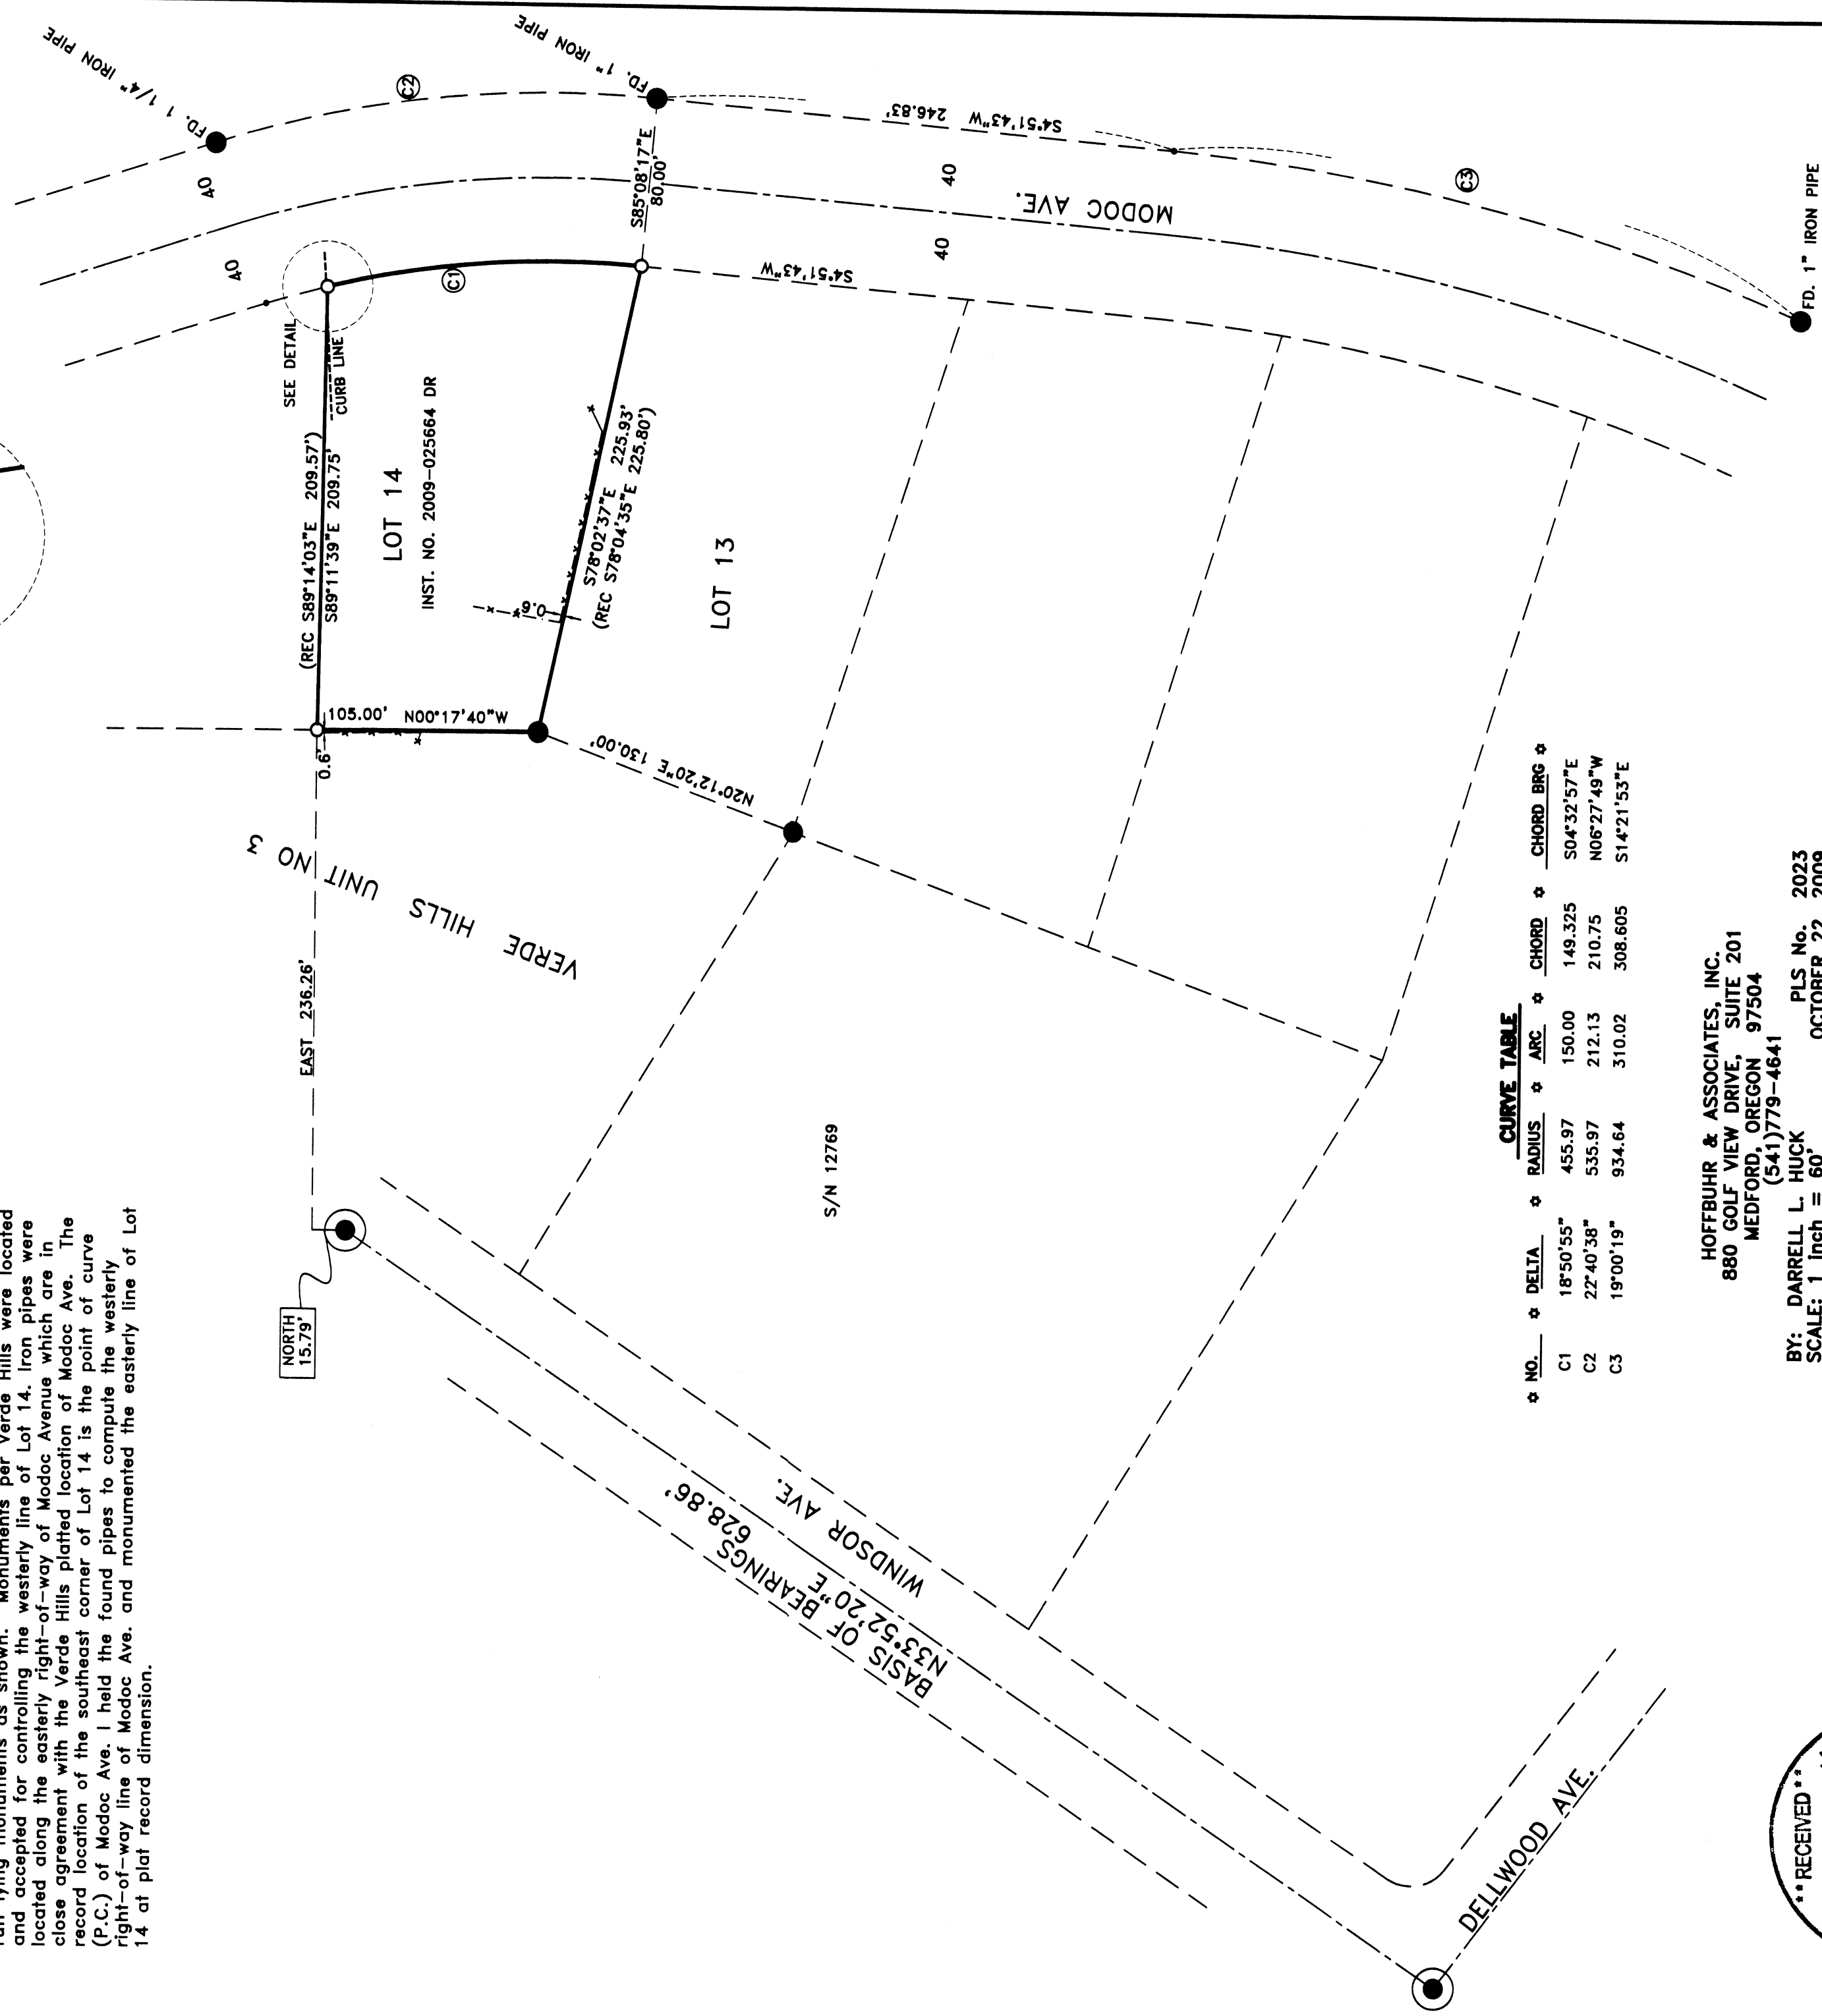 Monuments per Verde Hills were located
and accepted for controlling the westerly line of Lot 14. Iron pipes were
located along the easterly right-of-way of Modoc Avenue which are in
close agreement with the Verde Hills platted location of Modoc Ave. The
record location of the southeast corner of Lot 14 is the point of curve
(P.C.) of Modoc Ave. I held the found pipes to compute the westerly
right-of-way line of Modoc Ave. and monumented the easterly line of Lot
14 at plat record dimension.
FD. 1 1/4" IRON PIPE
C2
FD. 1" IRON PIPE
40
40
S85°08'17"E
80.00'
S4°51'43"W 246.83'
40
MODOC AVE.
40
C3
FD. 1" IRON PIPE
SEE DETAIL
CURB LINE
C1
S4°51'43"W
(REC S89°14'03"E 209.57')
S89°11'39"E 209.75'
LOT 14
INST. NO. 2009-025664 DR
S78°02'37"E 225.93'
(REC S78°04'35"E 225.80')
0.6'
LOT 13
105.00' N00°17'40"W
0.6'
N20°12'20"E 130.00'
VERDE HILLS UNIT NO 3
EAST 236.26'
NORTH
15.79'
S/N 12769
WINDSOR AVE.
628.86'
N33°52'20"E
BASIS OF BEARINGS
DELLWOOD AVE.
CURVE TABLE
✡ NO. ✡ DELTA ✡ RADIUS ✡ ARC ✡ CHORD ✡ CHORD BRG ✡
C1 18°50'55" 455.97 150.00 149.325 S04°32'57"E
C2 22°40'38" 535.97 212.13 210.75 N06°27'49"W
C3 19°00'19" 934.64 310.02 308.605 S14°21'53"E
HOFFBUHR & ASSOCIATES, INC.
880 GOLF VIEW DRIVE, SUITE 201
MEDFORD, OREGON 97504
(541)779-4641
BY: DARRELL L. HUCK PLS No. 2023
SCALE: 1 inch = 60' OCTOBER 22 2009
**RECEIVED**